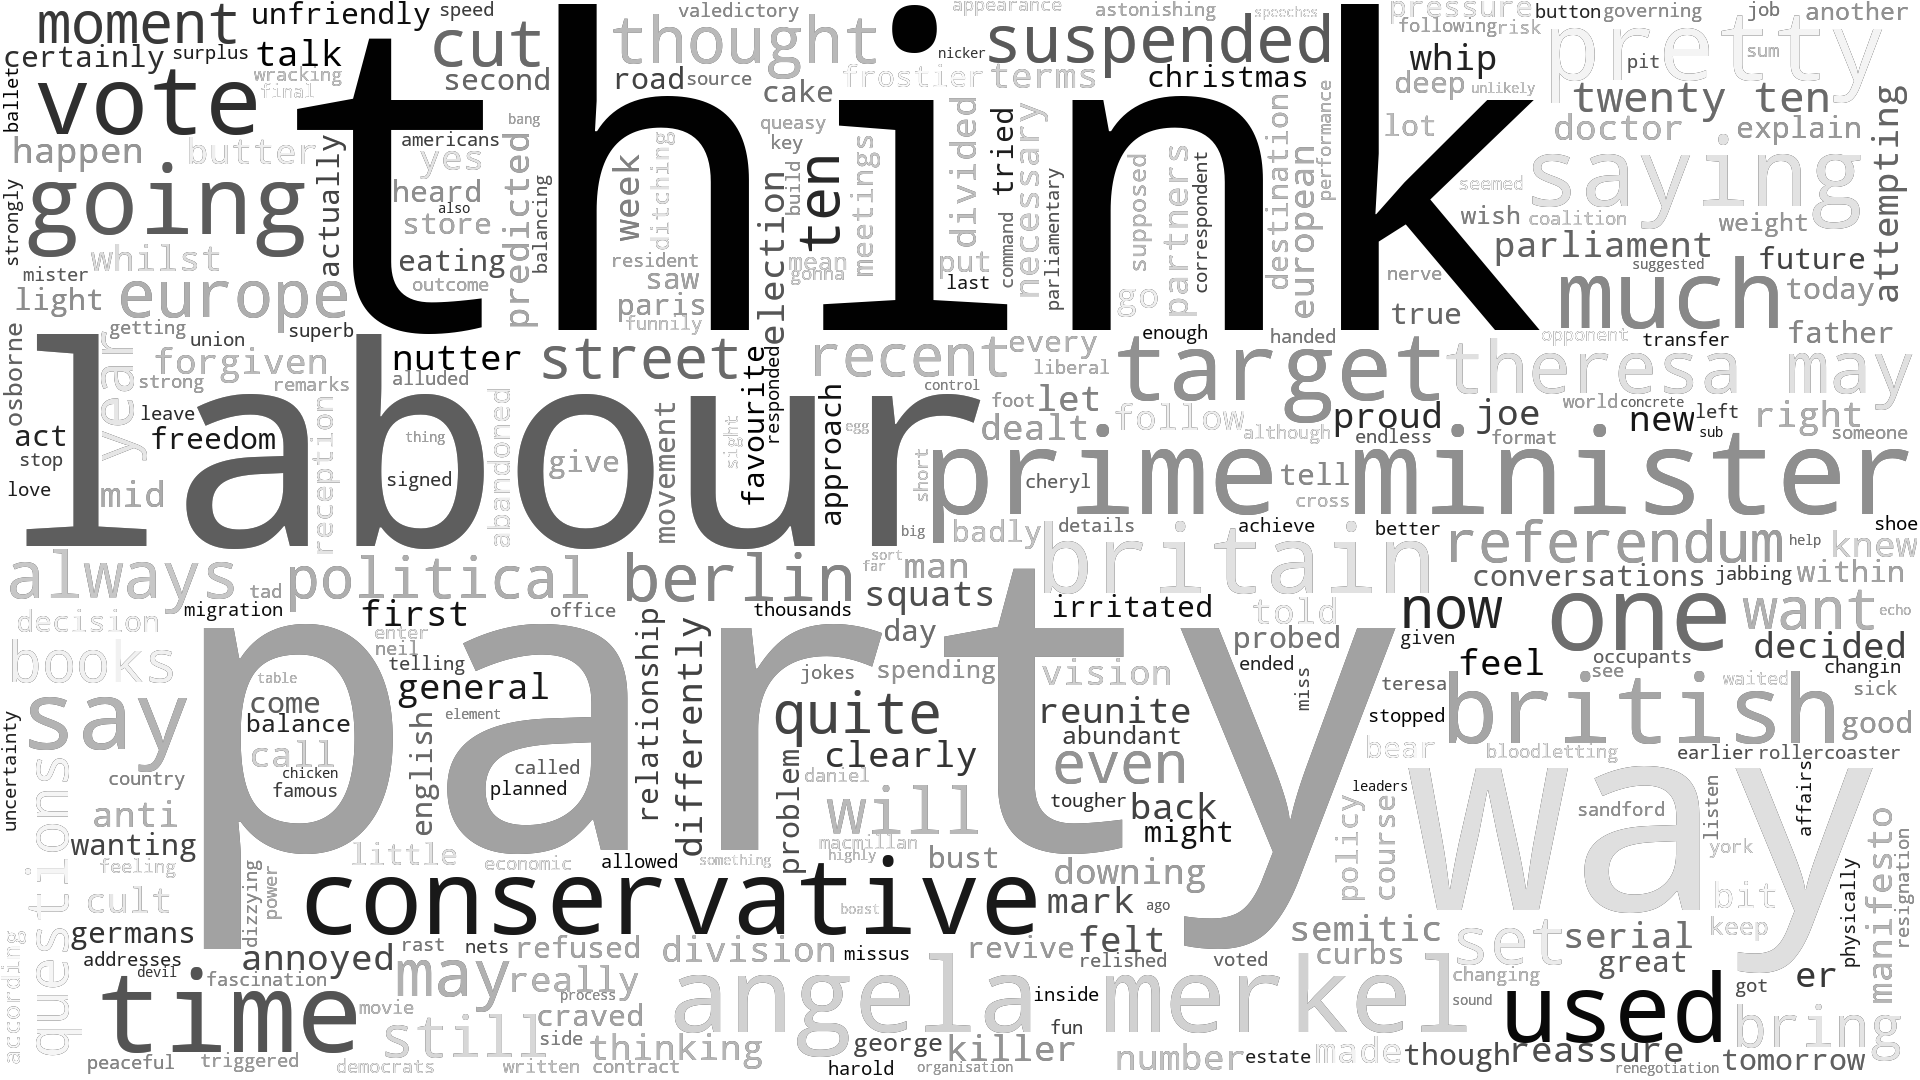 think
labour
party
way
prime minister
angela merkel
conservative
time
vote
going
target
theresa may
much
saying
pretty
suspended
thought
cut
moment
unfriendly
speed
certainly
surplus
talk
wracking
final
ballet
second
road
source
nicker
valedictory
appearance
astonishing
speeches
frostier
terms
christmas
cake
queasy
key
pressure
following
risk
button
governing
job
another
whip
deep
unlikely
pit
sum
twenty ten
doctor
explain
lot
attempting
happen
butter
actually
americans
bang
yes
heard
also
store
eating
outcome
predicted
balancing
week
ditching
resident
saw
paris
funnily
election
build
ten
mean
gonna
meetings
divided
put
last
tried
command
necessary
parliamentary
supposed
go
partners
correspondent
destination
european
performance
seemed
wish
coalition
weight
parliament
suggested
future
today
nerve
true
strongly
mister
light
whilst
europe
osborne
getting
union
superb
year
forgiven
strong
remarks
nutter
alluded
street
favourite
responded
recent
every
liberal
control
enough
handed
opponent
transfer
father
leave
act
stop
love
freedom
mid
reception
thing
signed
abandoned
give
movement
sight
approach
egg
short
big
foot
let
dealt
follow
although
proud
endless
joe
format
world
concrete
new
left
sub
right
someone
cheryl
tell
cross
badly
details
achieve
better
britain
referendum
shoe
help
knew
always
tad
political
berlin
far
sort
man
squats
conversations
jabbing
within
migration
first
office
thousands
irritated
told
now
one
want
echo
decision
books
enter
neil
telling
general
relationship
differently
day
jokes
spending
vision
probed
ended
miss
given
feel
occupants
see
decided
changin
table
come
balance
call
chicken
famous
english
element
called
planned
say
quite
clearly
reunite
abundant
even
teresa
stopped
british
waited
sick
good
bear
bloodletting
earlier
rollercoaster
uncertainty
questions
country
anti
wanting
feeling
cult
germans
addresses
devil
problem
daniel
will
macmillan
highly
tougher
back
might
leaders
policy
course
sandford
listen
york
affairs
bit
keep
physically
manifesto
resignation
little
economic
allowed
something
bust
boast
downing
mark
ago
dizzying
power
annoyed
fascination
rast
nets
refused
division
missus
revive
felt
relished
voted
semitic
curbs
set
changing
sound
serial
great
got
er
according
may
really
process
movie
still
craved
side
thinking
inside
fun
used
bring
peaceful
triggered
democrats
written
contract
george
harold
killer
organisation
number
estate
made
though
reassure
renegotiation
tomorrow